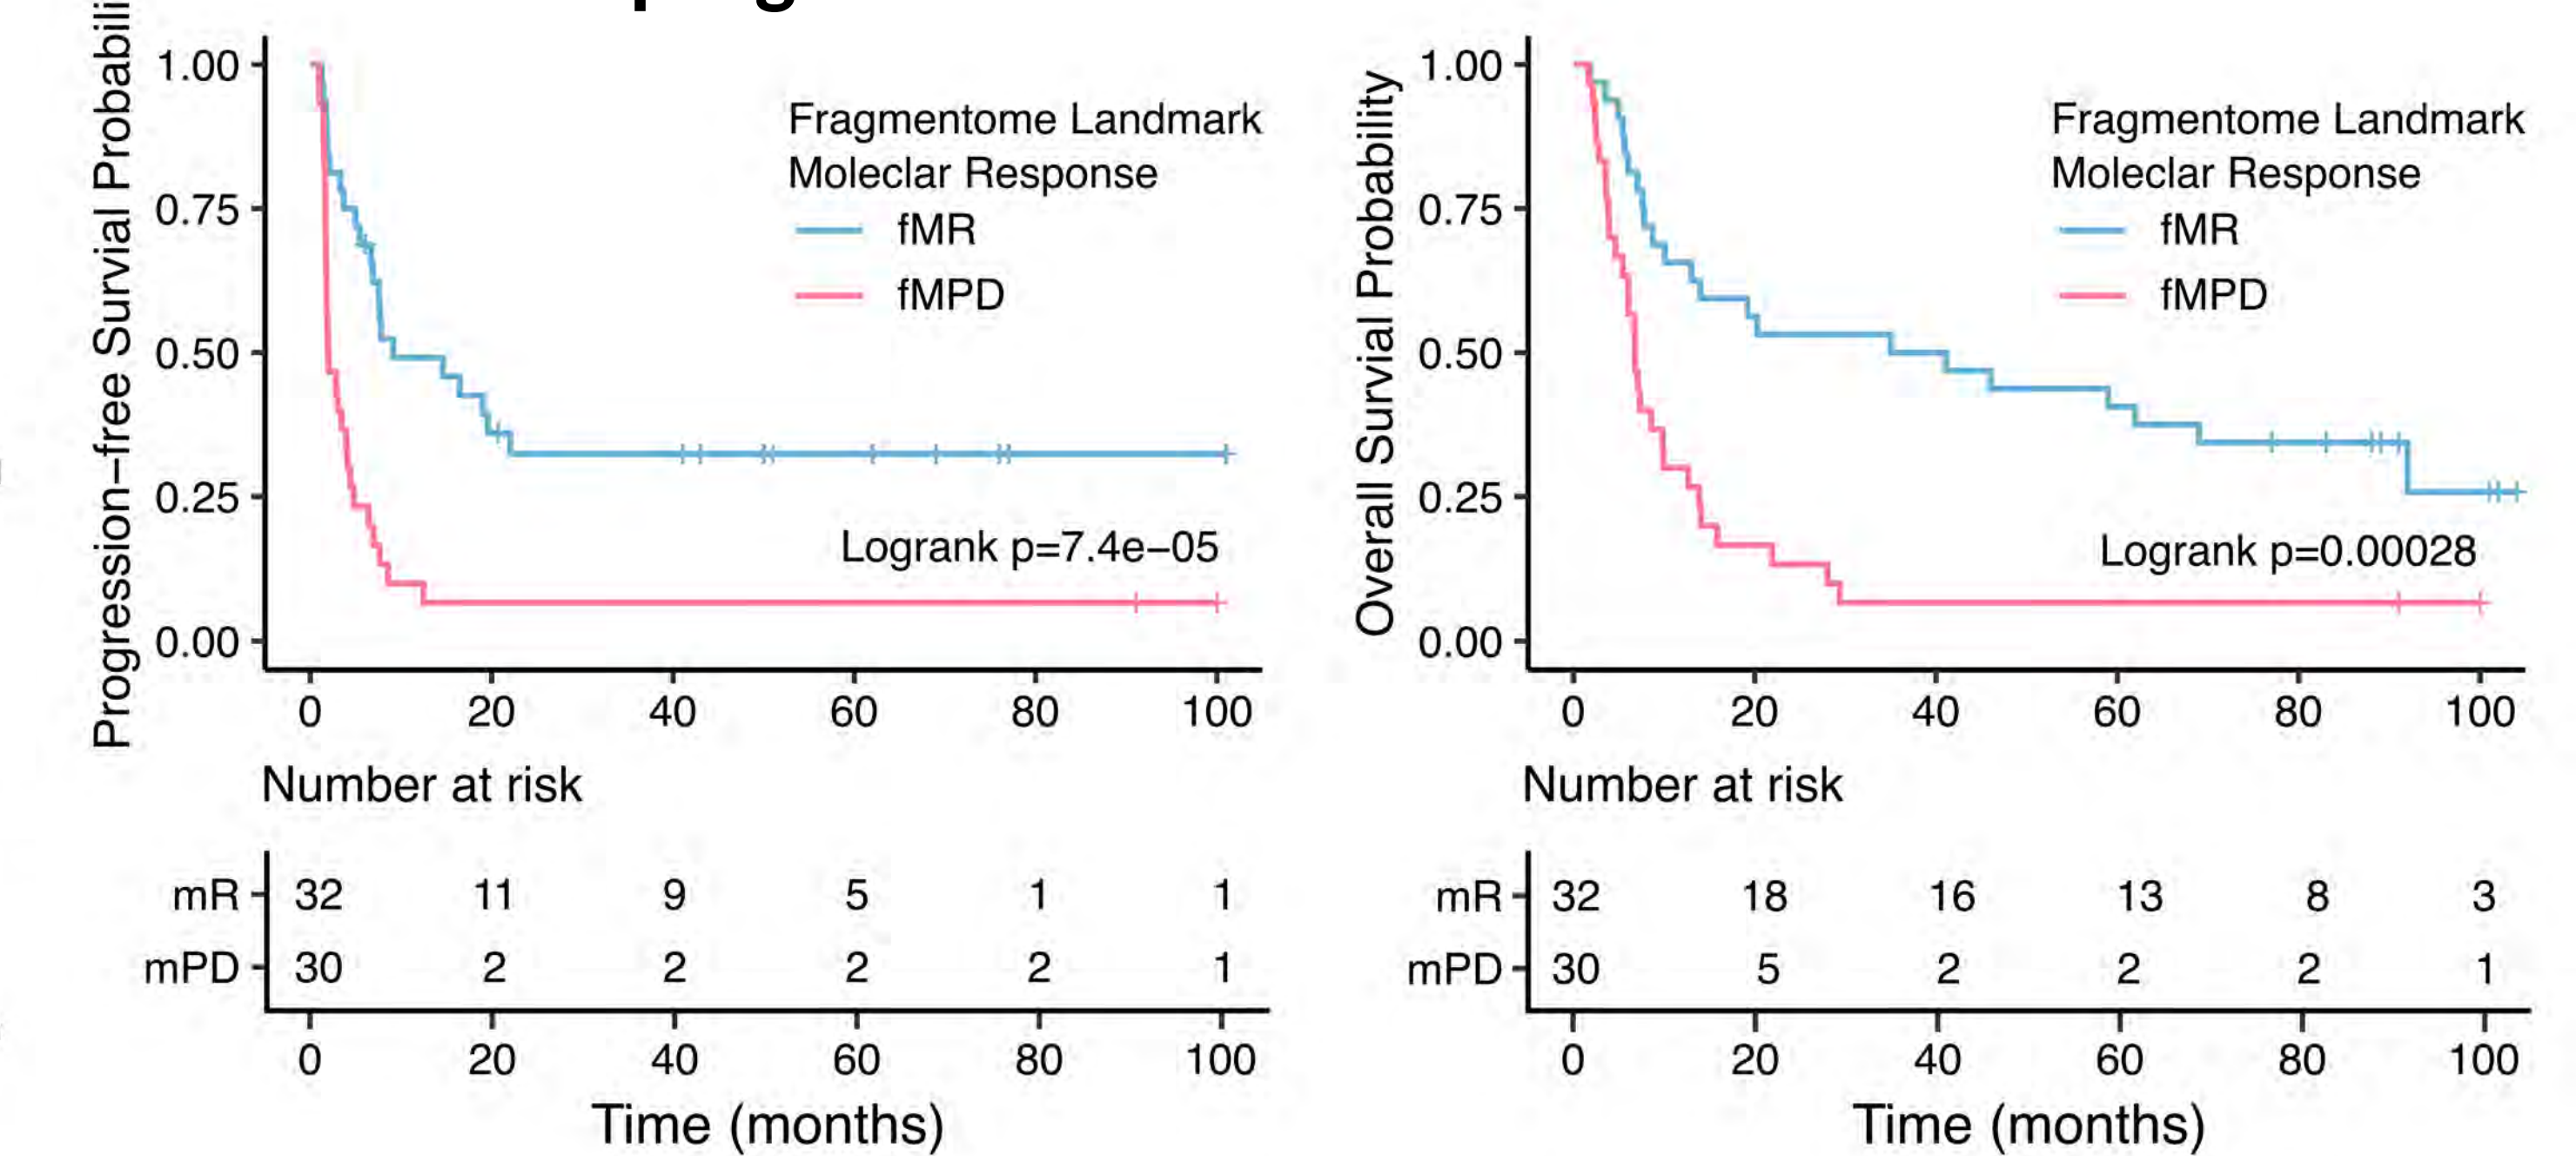 Progression−free Survial Probabili
1.00
0.75
0.50
0.25
0.00
Fragmentome Landmark
Moleclar Response
fMR
fMPD
Logrank p=7.4e−05
0 20 40 60 80 100
Number at risk
mR 32 11 9 5 1 1
mPD 30 2 2 2 2 1
0 20 40 60 80 100
Time (months)
Overall Survial Probability
1.00
0.75
0.50
0.25
0.00
Fragmentome Landmark
Moleclar Response
fMR
fMPD
Logrank p=0.00028
0 20 40 60 80 100
Number at risk
mR 32 18 16 13 8 3
mPD 30 5 2 2 2 1
0 20 40 60 80 100
Time (months)